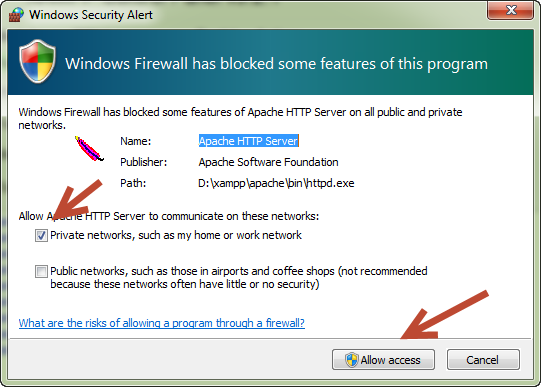 Windows Security Alert
Windows Firewall has blocked some features of this program
Windows Firewall has blocked some features of Apache HTTP Server on all public and private
networks.
Name: Apache HTTP Server
Publisher: Apache Software Foundation
Path: D:\xampp\apache\bin\httpd.exe
Allow Apache HTTP Server to communicate on these networks:
Private networks, such as my home or work network
Public networks, such as those in airports and coffee shops (not recommended
because these networks often have little or no security)
What are the risks of allowing a program through a firewall?
Allow access Cancel